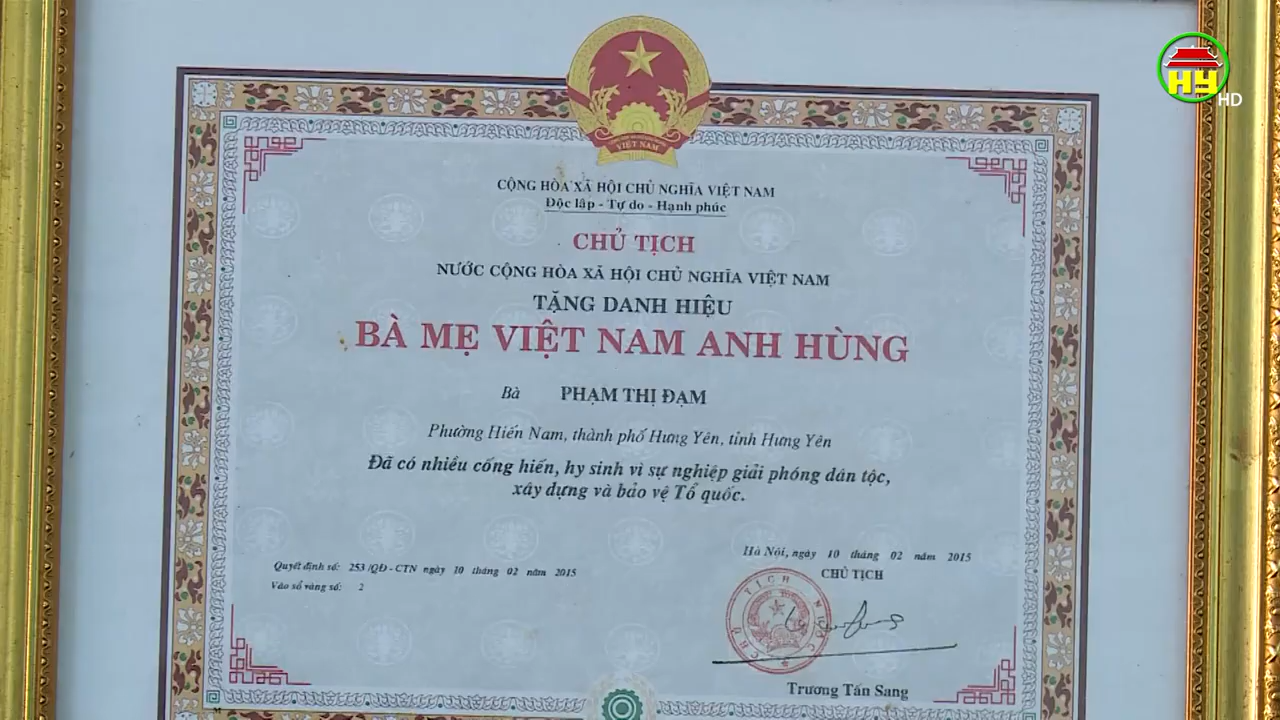 HY HD
VIỆT NAM
CỘNG HÒA XÃ HỘI CHỦ NGHĨA VIỆT NAM
Độc lập - Tự do - Hạnh phúc
CHỦ TỊCH
NƯỚC CỘNG HÒA XÃ HỘI CHỦ NGHĨA VIỆT NAM
TẶNG DANH HIỆU
BÀ MẸ VIỆT NAM ANH HÙNG
Bà PHẠM THỊ ĐẠM
Phường Hiến Nam, thành phố Hưng Yên, tỉnh Hưng Yên
Đã có nhiều cống hiến, hy sinh vì sự nghiệp giải phóng dân tộc,
xây dựng và bảo vệ Tổ quốc.
Hà Nội, ngày 10 tháng 02 năm 2015
CHỦ TỊCH
Quyết định số: 253 /QĐ - CTN ngày 10 tháng 02 năm 2015
Vào sổ vàng số: 2
CHỦ TỊCH NƯỚC
Trương Tấn Sang